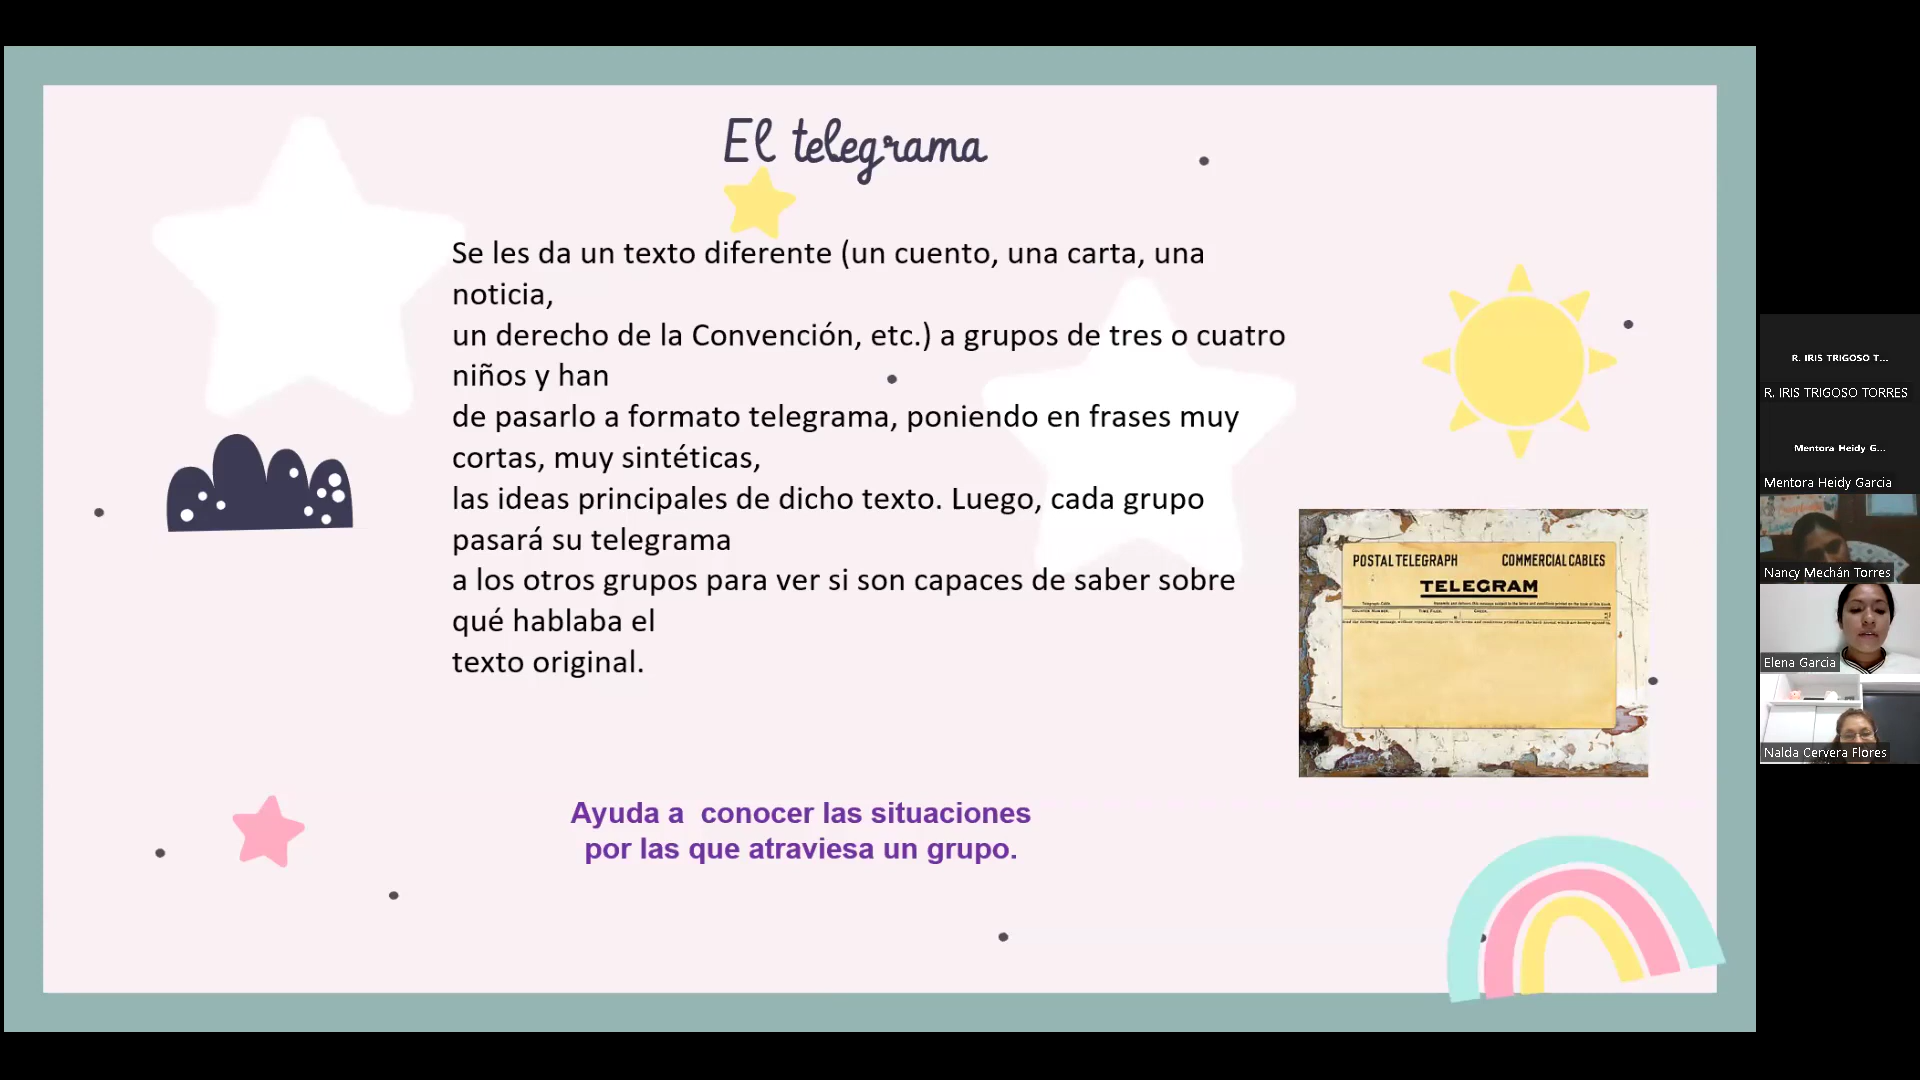 El telegrama
Se les da un texto diferente (un cuento, una carta, una
noticia,
un derecho de la Convención, etc.) a grupos de tres o cuatro
niños y han
de pasarlo a formato telegrama, poniendo en frases muy
cortas, muy sintéticas,
las ideas principales de dicho texto. Luego, cada grupo
pasará su telegrama
a los otros grupos para ver si son capaces de saber sobre
qué hablaba el
texto original.
POSTAL TELEGRAPH COMMERCIAL CABLES
TELEGRAM
Ayuda a  conocer las situaciones
por las que atraviesa un grupo.
R. IRIS TRIGOSO T...
R. IRIS TRIGOSO TORRES
Mentora Heidy G...
Mentora Heidy Garcia
Nancy Mechán Torres
Elena Garcia
Nalda Cervera Flores